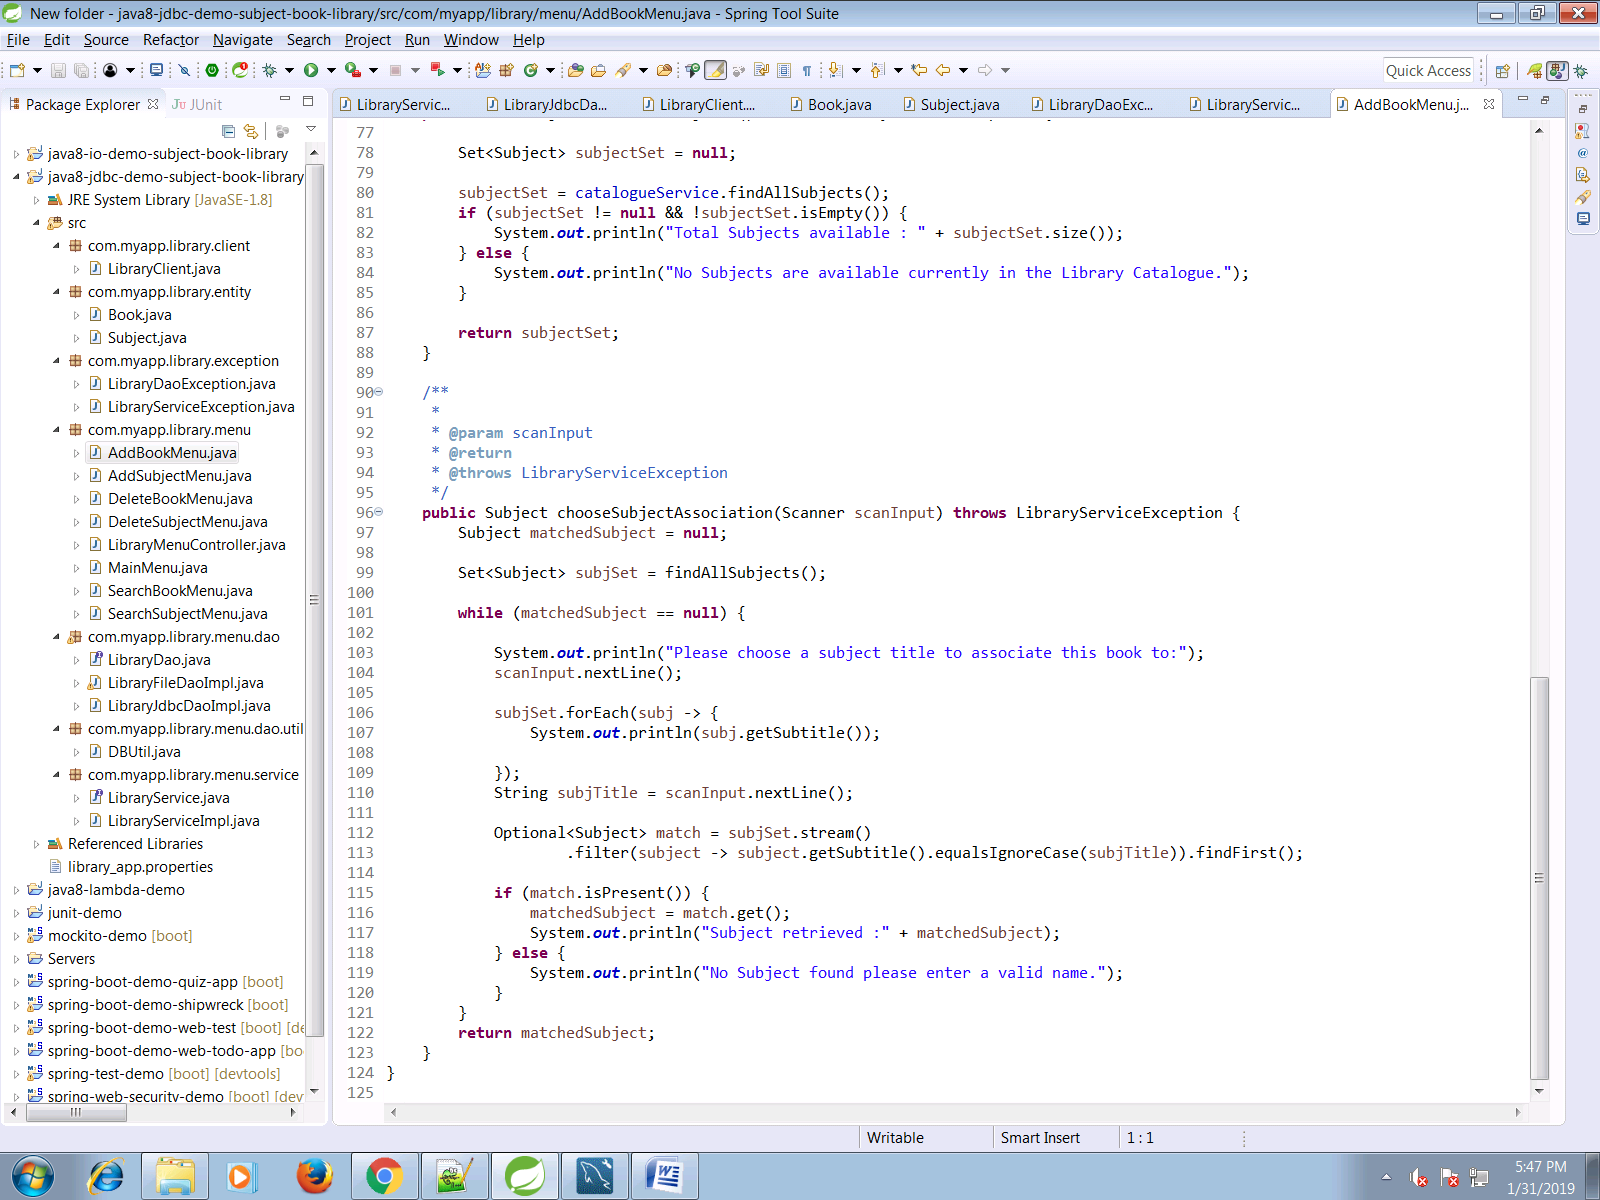 New folder - java8-jdbc-demo-subject-book-library/src/com/myapp/library/menu/AddBookMenu.java - Spring Tool Suite
File Edit Source Refactor Navigate Search Project Run Window Help
Quick Access
Package Explorer JUnit
LibraryServic... LibraryJdbcDa... LibraryClient.... Book.java Subject.java LibraryDaoExc... LibraryServic... AddBookMenu.j...
java8-io-demo-subject-book-library
java8-jdbc-demo-subject-book-library
JRE System Library [JavaSE-1.8]
src
com.myapp.library.client
LibraryClient.java
com.myapp.library.entity
Book.java
Subject.java
com.myapp.library.exception
LibraryDaoException.java
LibraryServiceException.java
com.myapp.library.menu
AddBookMenu.java
AddSubjectMenu.java
DeleteBookMenu.java
DeleteSubjectMenu.java
LibraryMenuController.java
MainMenu.java
SearchBookMenu.java
SearchSubjectMenu.java
com.myapp.library.menu.dao
LibraryDao.java
LibraryFileDaoImpl.java
LibraryJdbcDaoImpl.java
com.myapp.library.menu.dao.util
DBUtil.java
com.myapp.library.menu.service
LibraryService.java
LibraryServiceImpl.java
Referenced Libraries
library_app.properties
java8-lambda-demo
junit-demo
mockito-demo [boot]
Servers
spring-boot-demo-quiz-app [boot]
spring-boot-demo-shipwreck [boot]
spring-boot-demo-web-test [boot] [de
spring-boot-demo-web-todo-app [bo
spring-test-demo [boot] [devtools]
spring-web-security-demo [boot] [dev
77
78 Set<Subject> subjectSet = null;
79
80 subjectSet = catalogueService.findAllSubjects();
81 if (subjectSet != null && !subjectSet.isEmpty()) {
82 System.out.println("Total Subjects available : " + subjectSet.size());
83 } else {
84 System.out.println("No Subjects are available currently in the Library Catalogue.");
85 }
86
87 return subjectSet;
88 }
89
90 /**
91 *
92 * @param scanInput
93 * @return
94 * @throws LibraryServiceException
95 */
96 public Subject chooseSubjectAssociation(Scanner scanInput) throws LibraryServiceException {
97 Subject matchedSubject = null;
98
99 Set<Subject> subjSet = findAllSubjects();
100
101 while (matchedSubject == null) {
102
103 System.out.println("Please choose a subject title to associate this book to:");
104 scanInput.nextLine();
105
106 subjSet.forEach(subj -> {
107 System.out.println(subj.getSubtitle());
108
109 });
110 String subjTitle = scanInput.nextLine();
111
112 Optional<Subject> match = subjSet.stream()
113 .filter(subject -> subject.getSubtitle().equalsIgnoreCase(subjTitle)).findFirst();
114
115 if (match.isPresent()) {
116 matchedSubject = match.get();
117 System.out.println("Subject retrieved :" + matchedSubject);
118 } else {
119 System.out.println("No Subject found please enter a valid name.");
120 }
121 }
122 return matchedSubject;
123 }
124 }
125
Writable Smart Insert 1 : 1
5:47 PM
1/31/2019